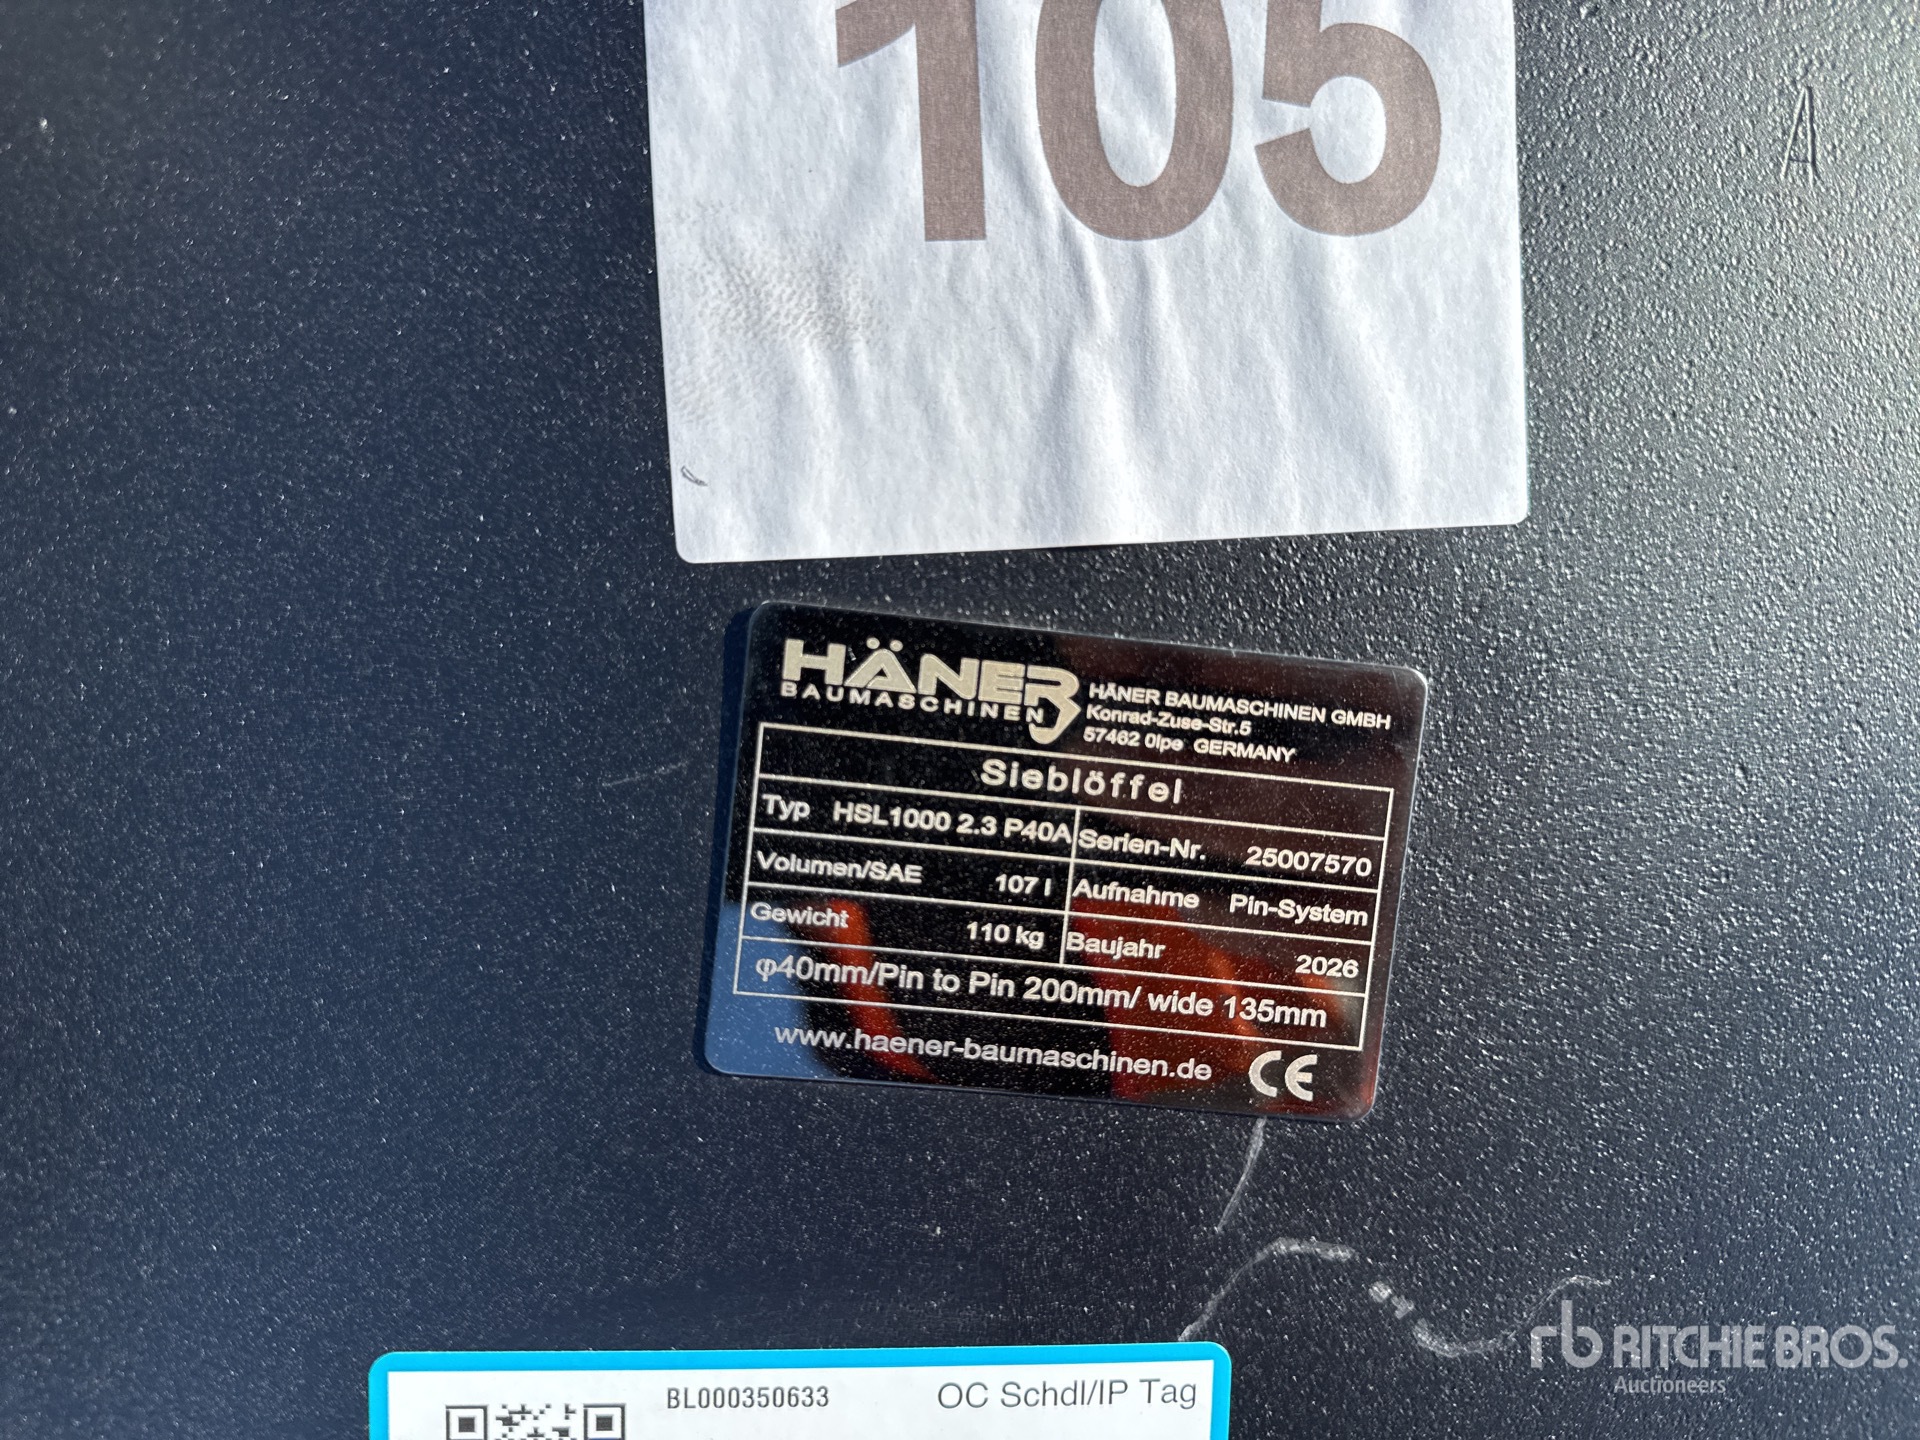 105
A
HÄNER
BAUMASCHINEN
HÄNER BAUMASCHINEN GMBH
Konrad-Zuse-Str.5
57462 Olpe GERMANY
Sieblöffel
Typ HSL1000 2.3 P40A Serien-Nr. 25007570
Volumen/SAE 107 l Aufnahme Pin-System
Gewicht 110 kg Baujahr 2026
φ40mm/Pin to Pin 200mm/ wide 135mm
www.haener-baumaschinen.de CE
BL000350633 OC Schdl/IP Tag
rb RITCHIE BROS.
Auctioneers